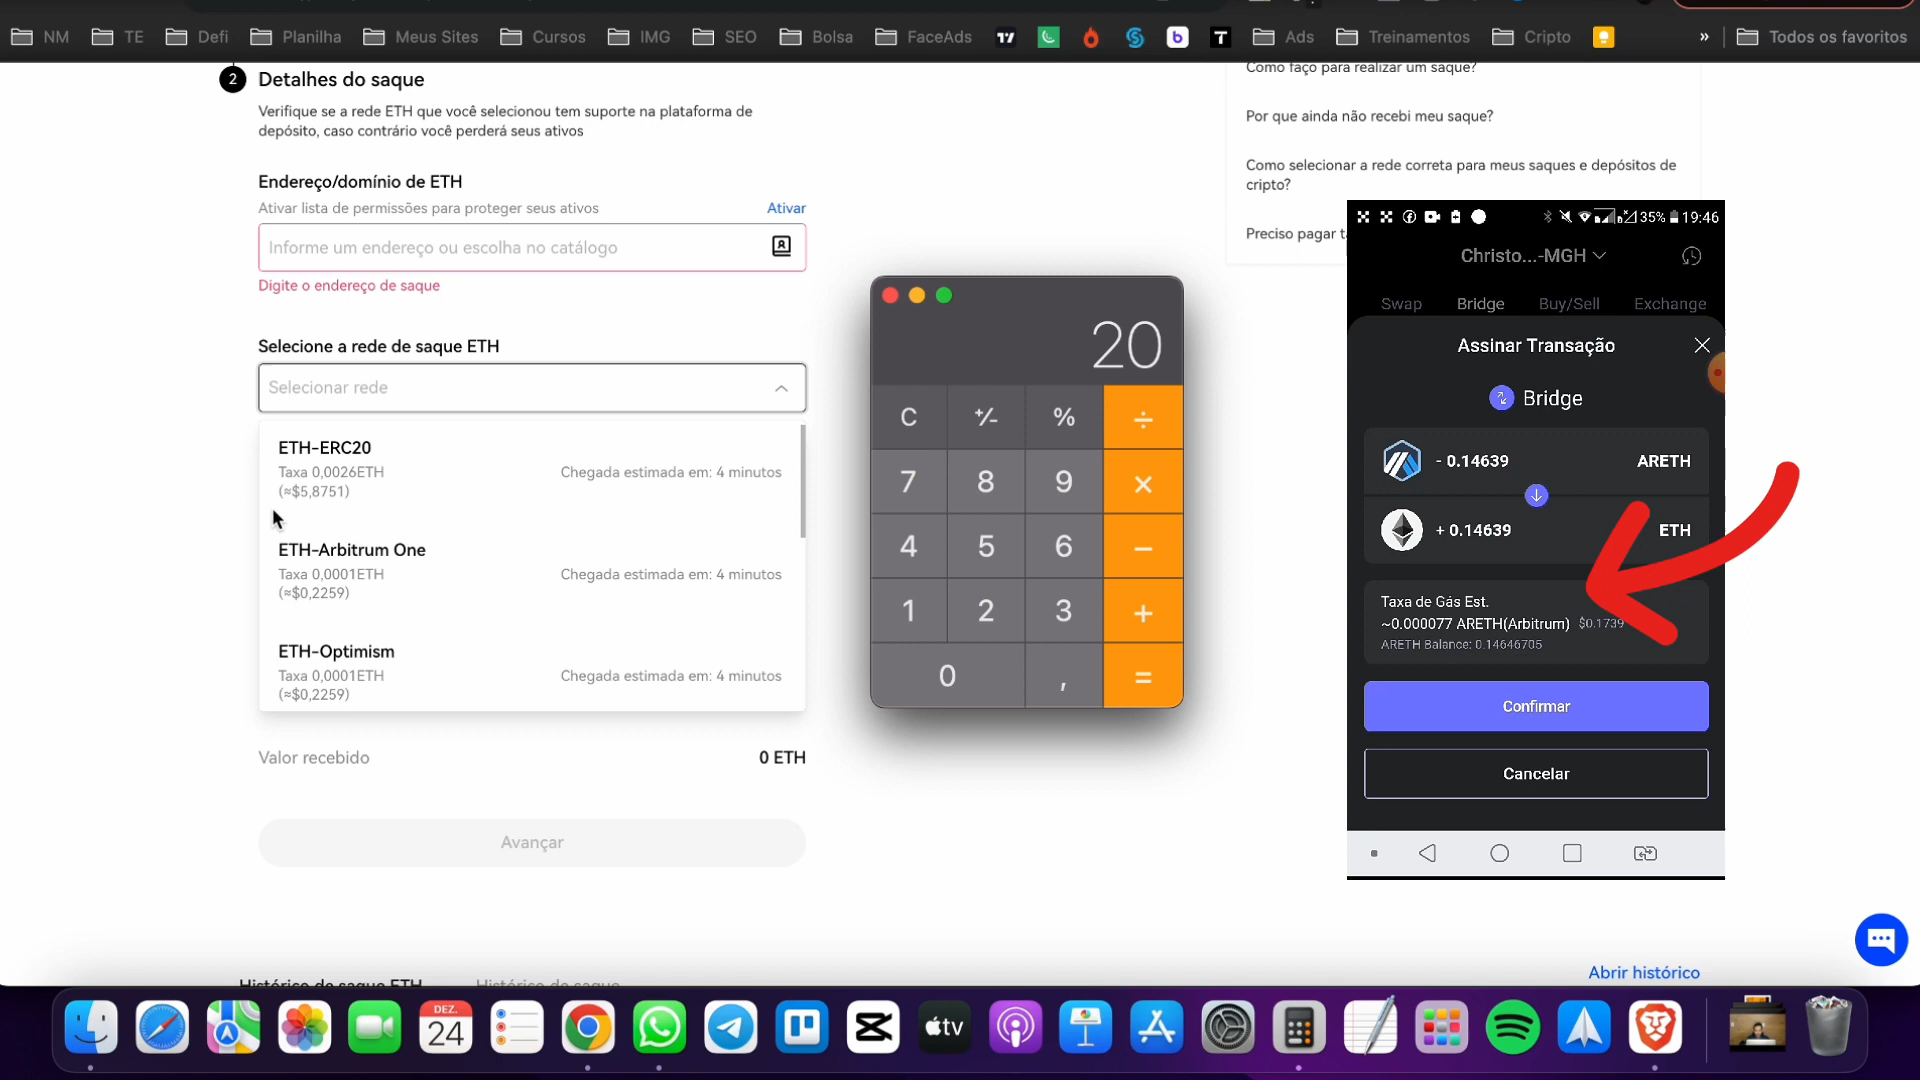 NM
TE
Defi
Planilha
Meus Sites
Cursos
IMG
SEO
Bolsa
FaceAds
Ads
Treinamentos
Cripto
»
Todos os favoritos
2
Detalhes do saque
Verifique se a rede ETH que você selecionou tem suporte na plataforma de
depósito, caso contrário você perderá seus ativos
Endereço/domínio de ETH
Ativar lista de permissões para proteger seus ativos
Ativar
Informe um endereço ou escolha no catálogo
Digite o endereço de saque
Selecione a rede de saque ETH
Selecionar rede
ETH-ERC20
Taxa 0,0026ETH
(≈$5,8751)
Chegada estimada em: 4 minutos
ETH-Arbitrum One
Taxa 0,0001ETH
(≈$0,2259)
Chegada estimada em: 4 minutos
ETH-Optimism
Taxa 0,0001ETH
(≈$0,2259)
Chegada estimada em: 4 minutos
Valor recebido
0 ETH
Avançar
Histórico de saque ETH
Histórico de saque
Abrir histórico
Como faço para realizar um saque?
Por que ainda não recebi meu saque?
Como selecionar a rede correta para meus saques e depósitos de
cripto?
Preciso pagar
20
C
+⁄-
%
÷
7
8
9
×
4
5
6
−
1
2
3
+
0
,
=
35%
19:46
Christo...-MGH
Swap
Bridge
Buy/Sell
Exchange
Assinar Transação
Bridge
- 0.14639
ARETH
+ 0.14639
ETH
Taxa de Gás Est.
~0.000077 ARETH(Arbitrum) $0.1739
ARETH Balance: 0.14646705
Confirmar
Cancelar
DEZ.
24
tv